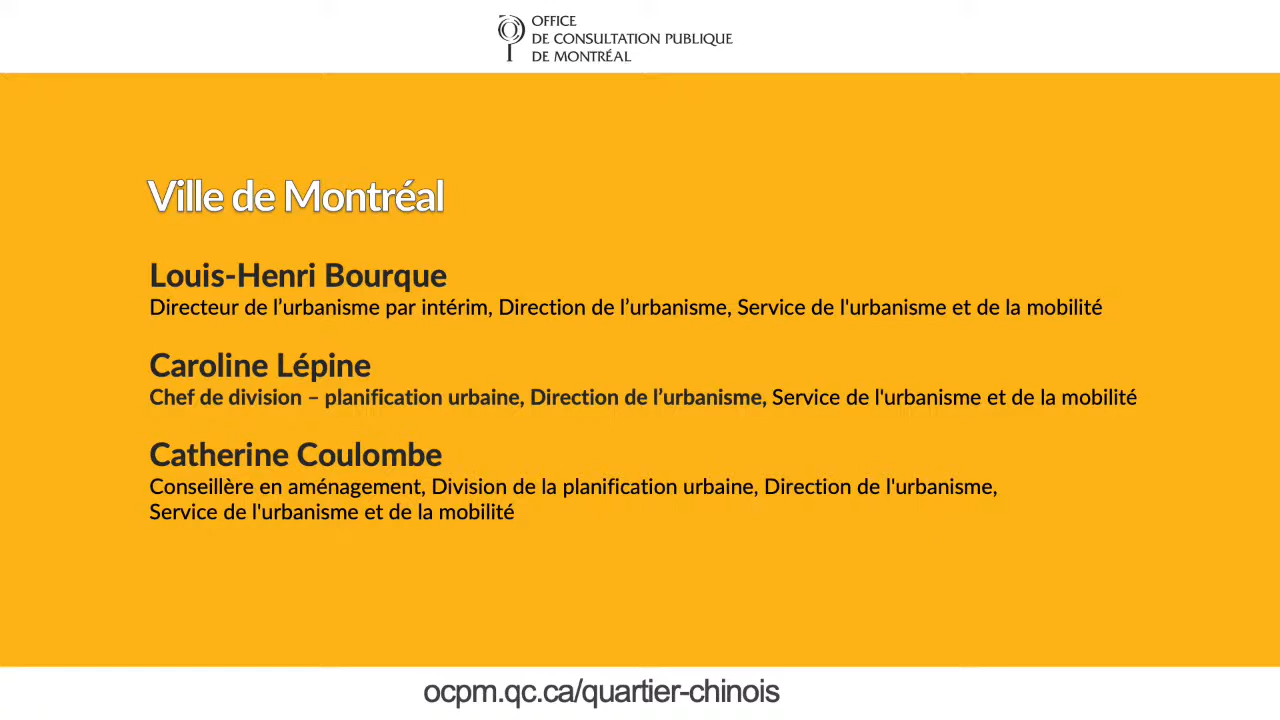 OFFICE
DE CONSULTATION PUBLIQUE
DE MONTRÉAL
Ville de Montréal
Louis-Henri Bourque
Directeur de l’urbanisme par intérim, Direction de l’urbanisme, Service de l'urbanisme et de la mobilité
Caroline Lépine
Chef de division – planification urbaine, Direction de l’urbanisme, Service de l'urbanisme et de la mobilité
Catherine Coulombe
Conseillère en aménagement, Division de la planification urbaine, Direction de l'urbanisme,
Service de l'urbanisme et de la mobilité
ocpm.qc.ca/quartier-chinois